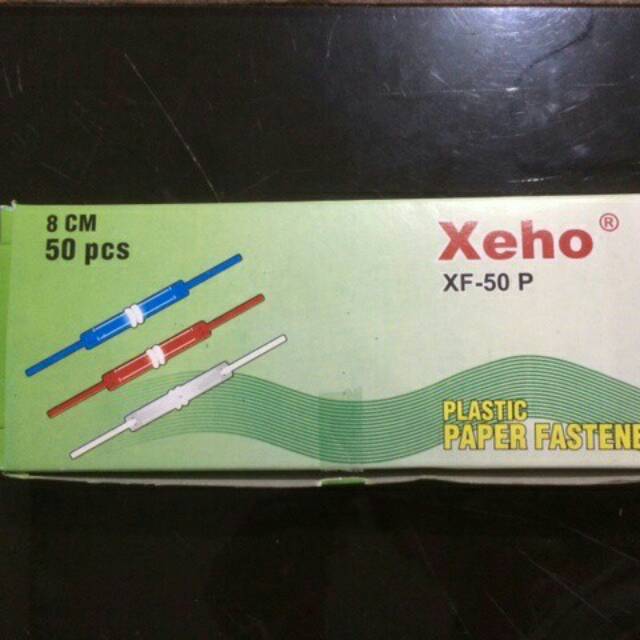 8 CM
50 pcs
Xeho®
XF-50 P
PLASTIC
PAPER FASTENE